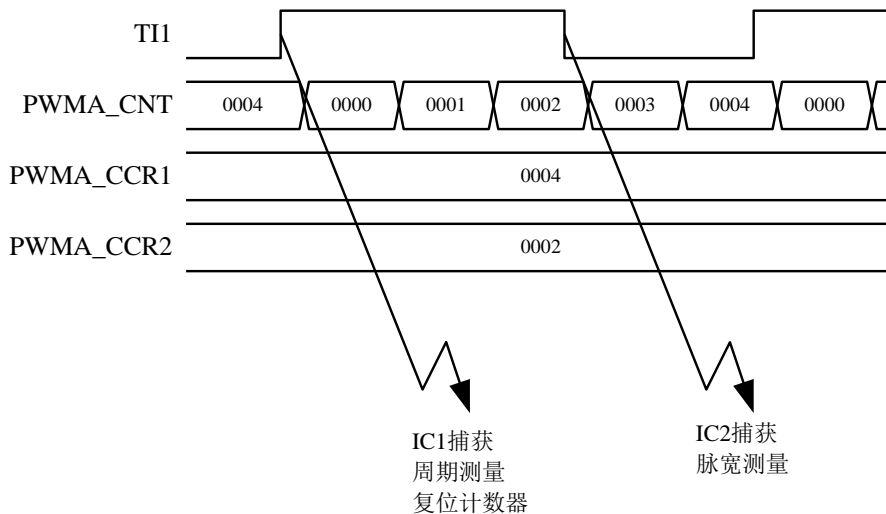 TI1
PWMA_CNT 0004 0000 0001 0002 0003 0004 0000
PWMA_CCR1 0004
PWMA_CCR2 0002
IC1捕获
周期测量
复位计数器
IC2捕获
脉宽测量